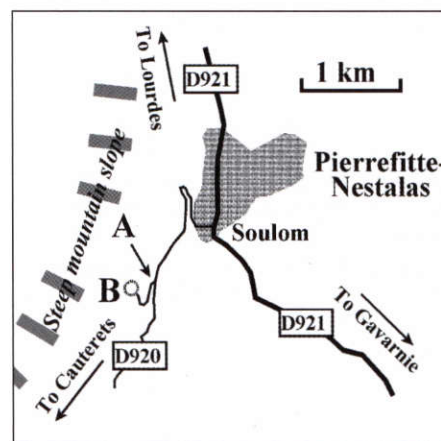 To Lourdes
D921
1 km
Pierrefitte-
Nestalas
Steep mountain slope
A
Soulom
B
To Gavarnie
D921
D920
To Cauterets